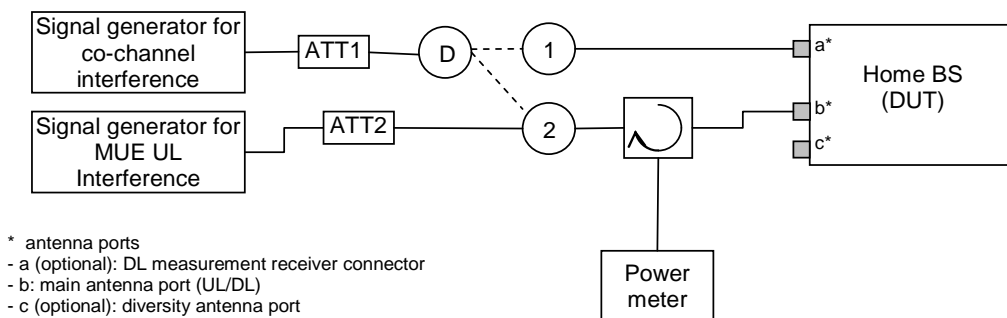 Signal generator for
co-channel
interference
ATT1
D
1
a*
Home BS
(DUT)
Signal generator for
MUE UL
Interference
ATT2
2
b*
c*
* antenna ports
- a (optional): DL measurement receiver connector
- b: main antenna port (UL/DL)
- c (optional): diversity antenna port
Power
meter